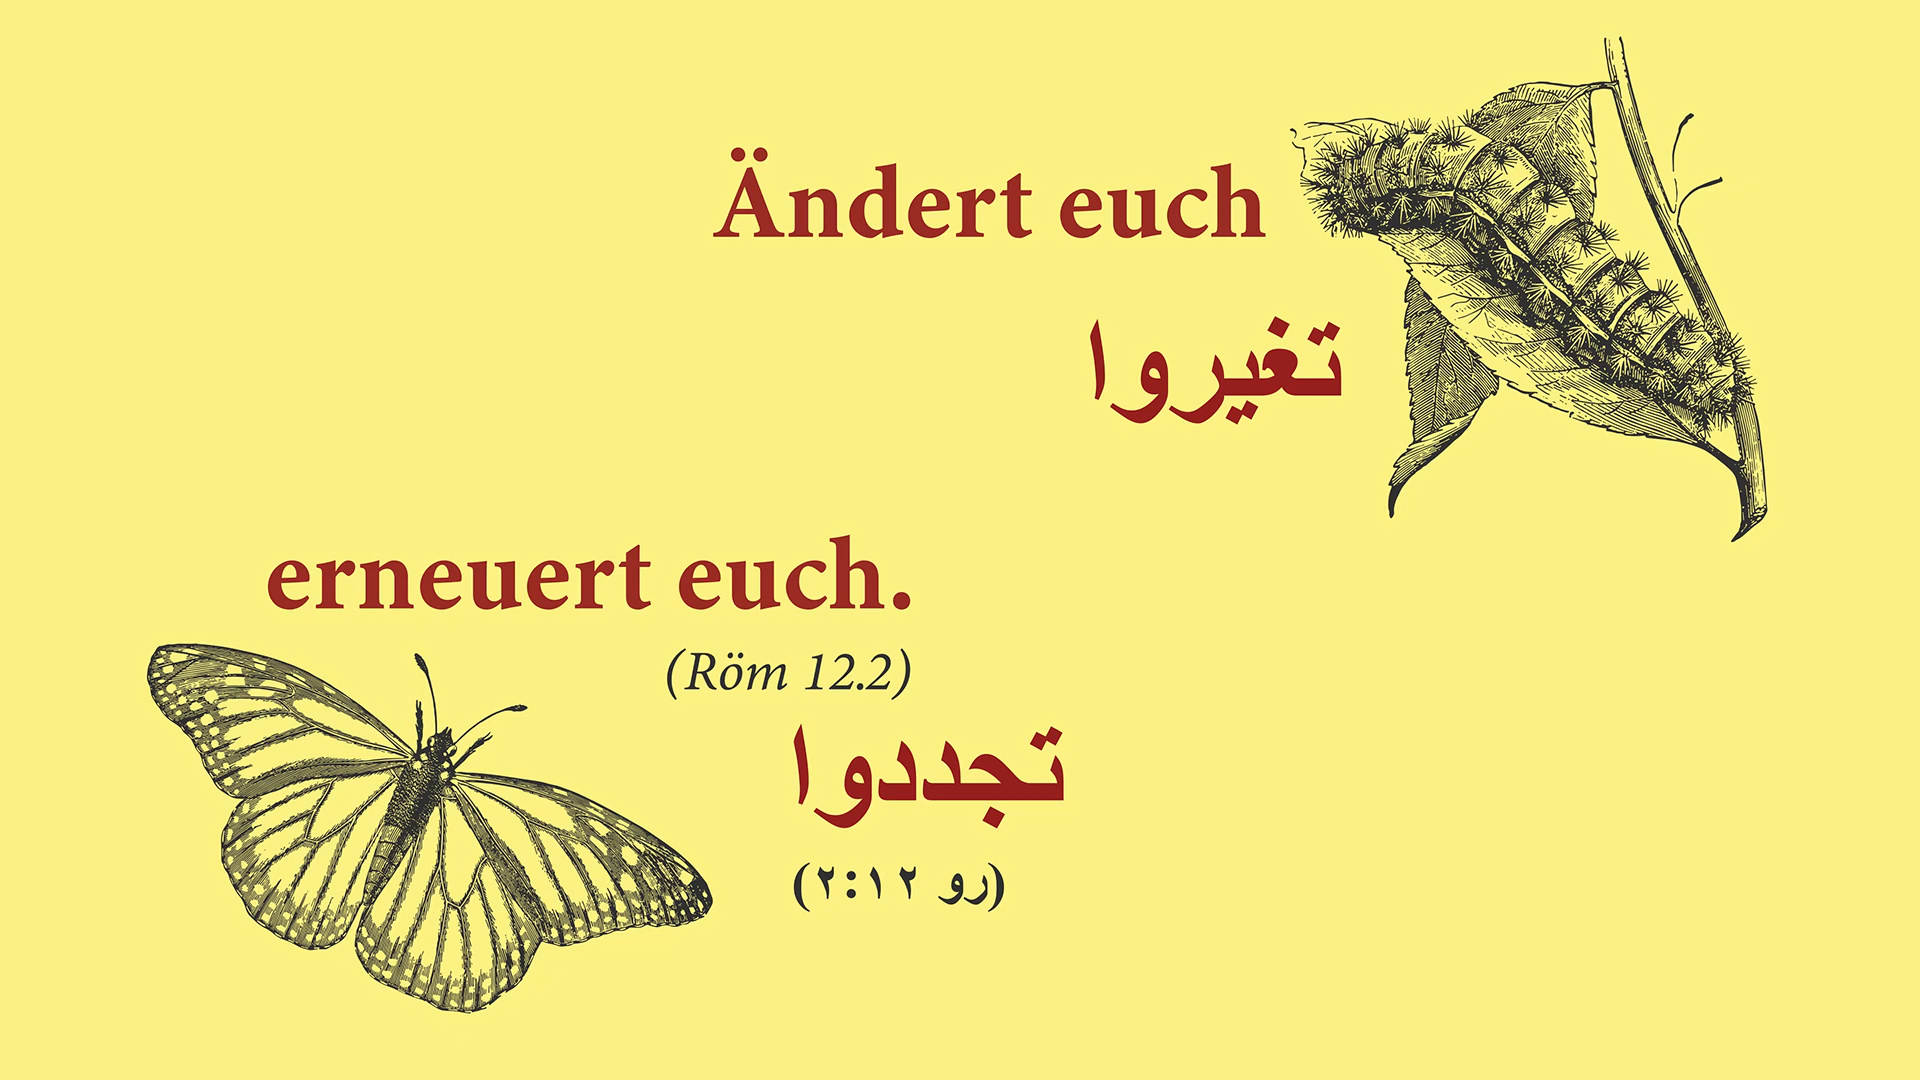 Ändert euch
تغيروا
erneuert euch.
(Röm 12.2)
تجددوا
(رو ٢:١٢)